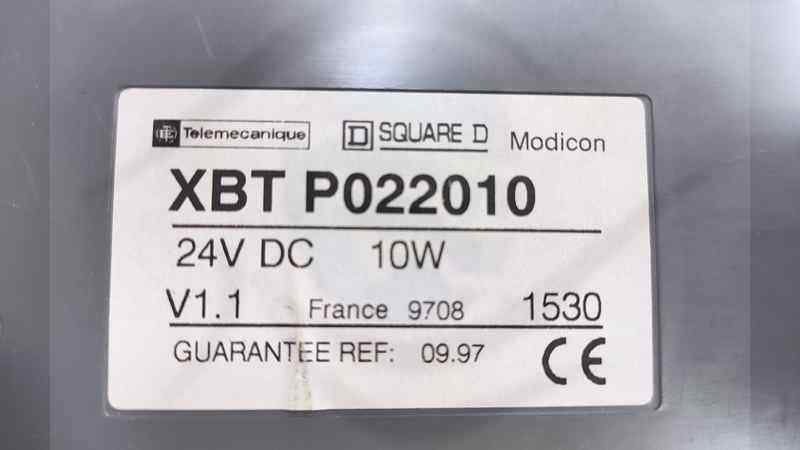 Telemecanique SQUARE D Modicon
XBT P022010
24V DC 10W
V1.1 France 9708 1530
GUARANTEE REF: 09.97 CE